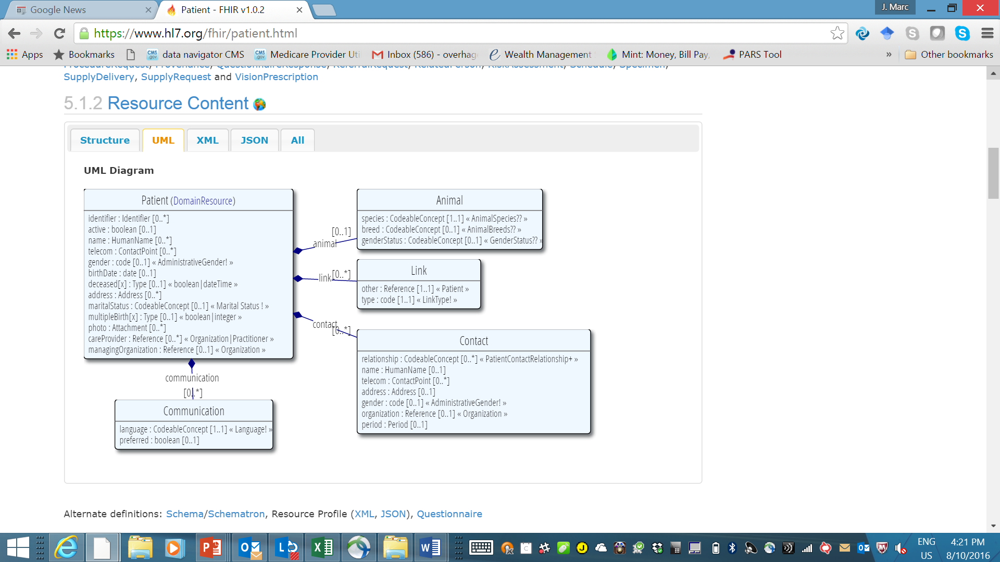 Google News
Patient - FHIR v1.0.2
J. Marc
https://www.hl7.org/fhir/patient.html
Apps
Bookmarks
data navigator CMS
Medicare Provider Uti
Inbox (586) - overhag
Wealth Management
Mint: Money, Bill Pay,
PARS Tool
»
Other bookmarks
ProcedureRequest, Provenance, QuestionnaireResponse, ReferralRequest, RelatedPerson, RiskAssessment, Schedule, Specimen,
SupplyDelivery, SupplyRequest and VisionPrescription
5.1.2 Resource Content
Structure
UML
XML
JSON
All
UML Diagram
Patient (DomainResource)
identifier : Identifier [0..*]
active : boolean [0..1]
name : HumanName [0..*]
telecom : ContactPoint [0..*]
gender : code [0..1] « AdministrativeGender! »
birthDate : date [0..1]
deceased[x] : Type [0..1] « boolean|dateTime »
address : Address [0..*]
maritalStatus : CodeableConcept [0..1] « Marital Status ! »
multipleBirth[x] : Type [0..1] « boolean|integer »
photo : Attachment [0..*]
careProvider : Reference [0..*] « Organization|Practitioner »
managingOrganization : Reference [0..1] « Organization »
[0..1]
animal
Animal
species : CodeableConcept [1..1] « AnimalSpecies?? »
breed : CodeableConcept [0..1] « AnimalBreeds?? »
genderStatus : CodeableConcept [0..1] « GenderStatus?? »
link
[0..*]
Link
other : Reference [1..1] « Patient »
type : code [1..1] « LinkType! »
contact
[0..*]
Contact
relationship : CodeableConcept [0..*] « PatientContactRelationship+ »
name : HumanName [0..1]
telecom : ContactPoint [0..*]
address : Address [0..1]
gender : code [0..1] « AdministrativeGender! »
organization : Reference [0..1] « Organization »
period : Period [0..1]
communication
[0..*]
Communication
language : CodeableConcept [1..1] « Language! »
preferred : boolean [0..1]
Alternate definitions: Schema/Schematron, Resource Profile (XML, JSON), Questionnaire
ENG
US
4:21 PM
8/10/2016